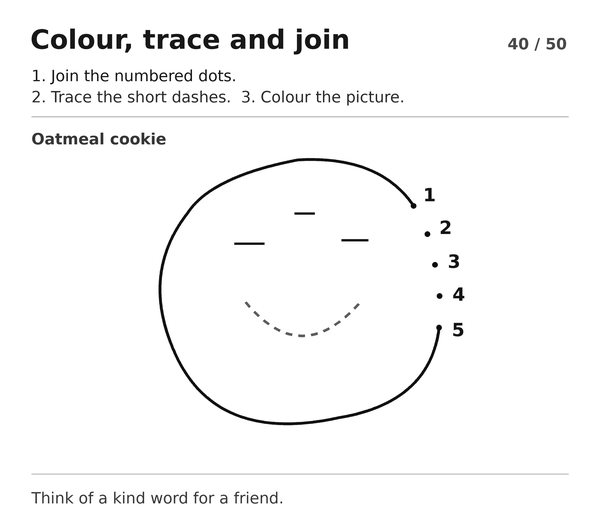 Colour, trace and join
40 / 50
1. Join the numbered dots.
2. Trace the short dashes.  3. Colour the picture.
Oatmeal cookie
1
2
3
4
5
Think of a kind word for a friend.